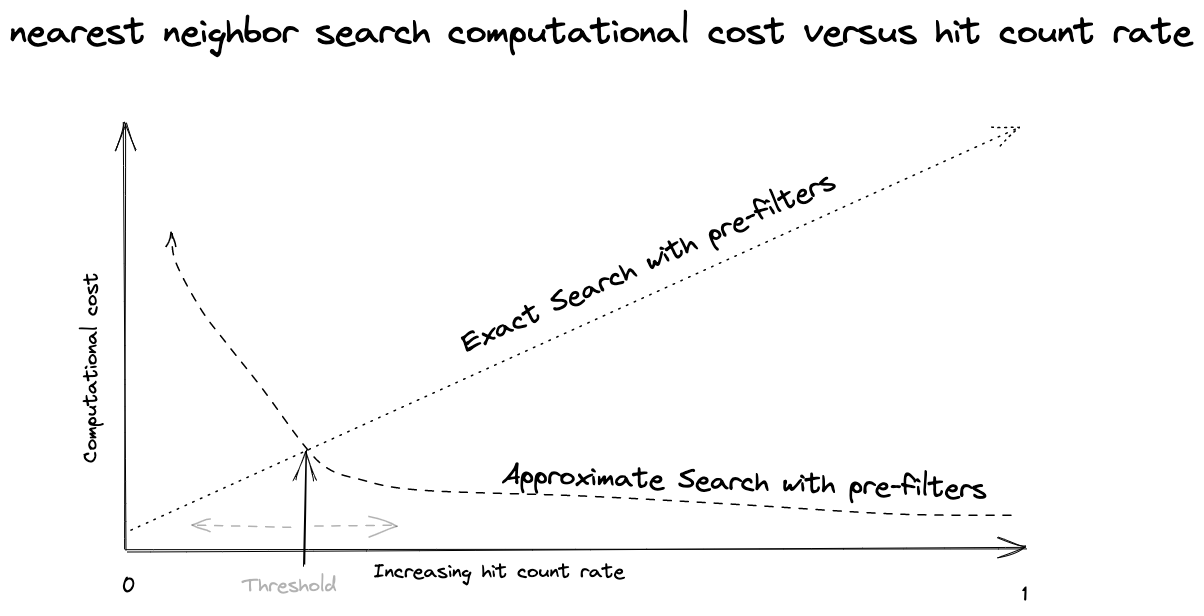 nearest neighbor search computational cost versus hit count rate
Exact Search with pre-filters
Computational cost
Approximate Search with pre-filters
Increasing hit count rate
0
Threshold
1